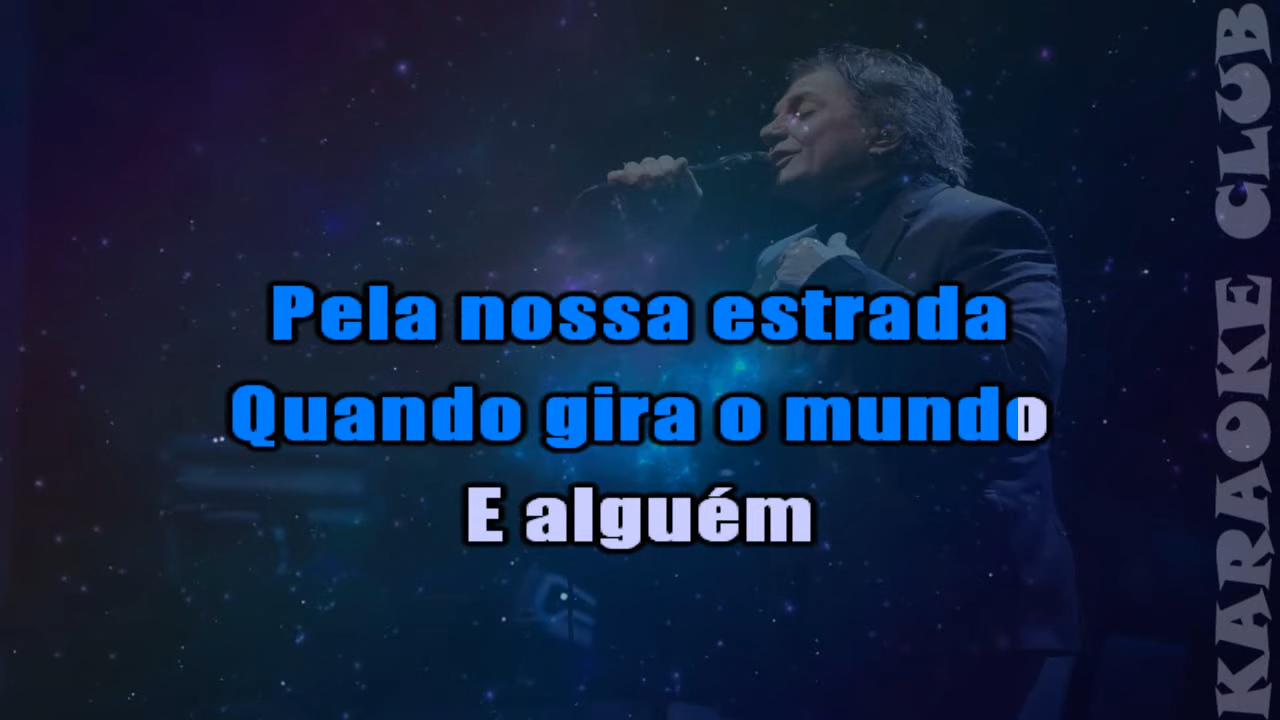 Pela nossa estrada
Quando gira o mundo
E alguém
KARAOKE CLUB